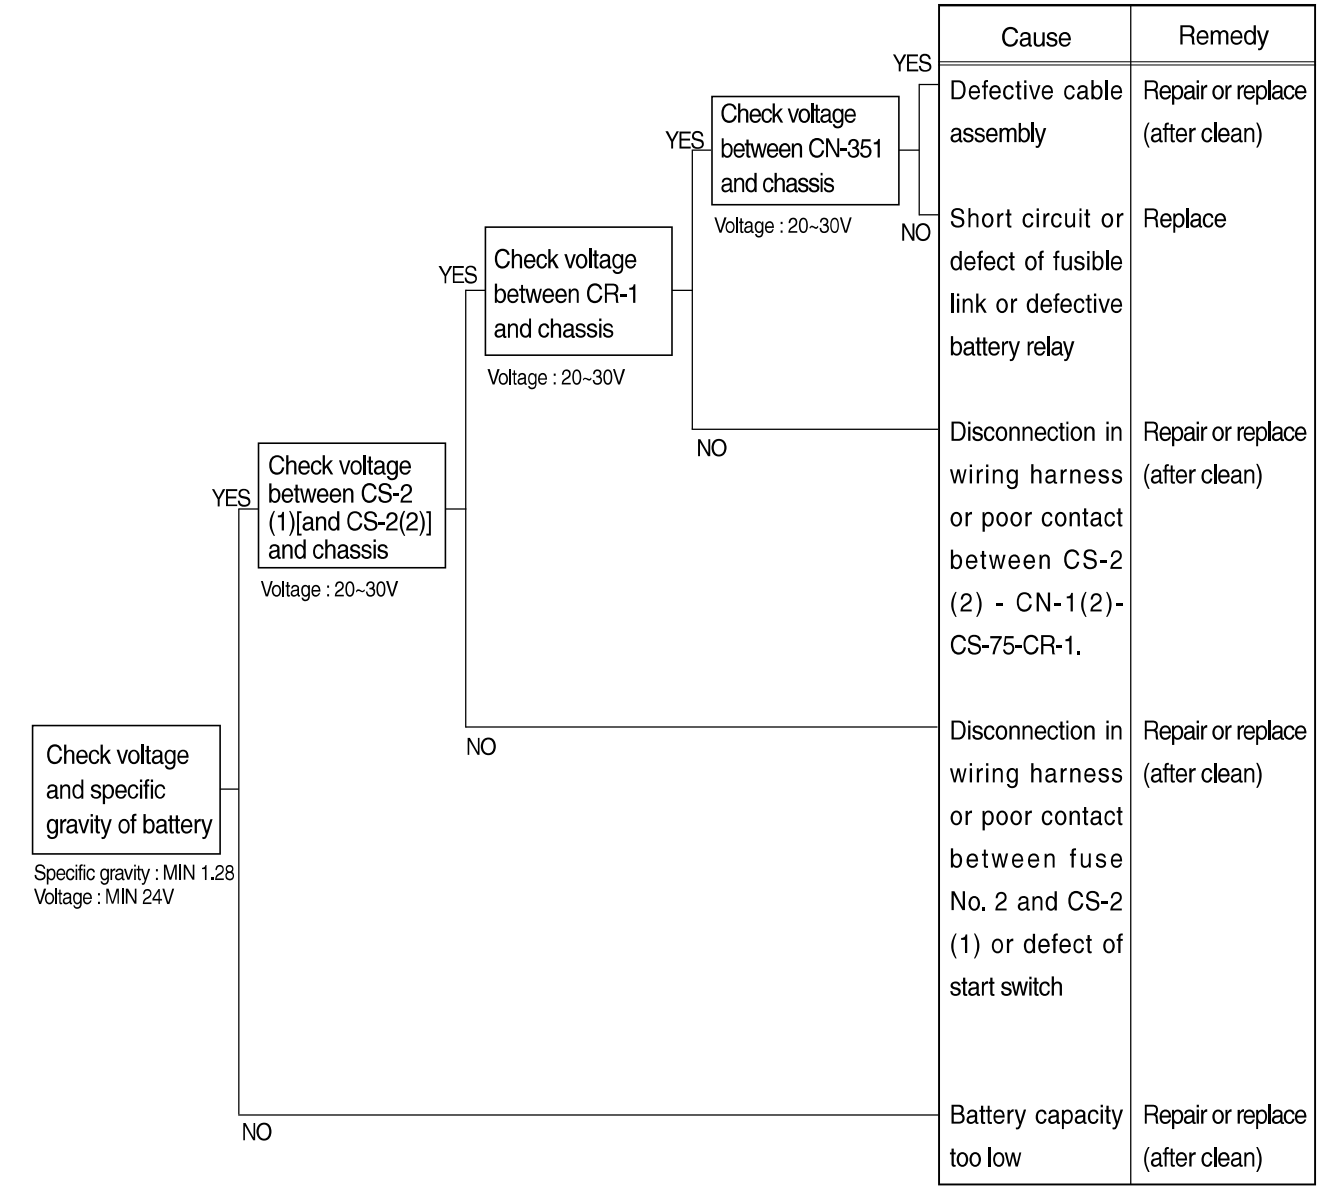 Cause
Remedy
YES
Defective cable
assembly
Repair or replace
(after clean)
Check voltage
between CN-351
and chassis
YES
Voltage : 20~30V
NO
Short circuit or
defect of fusible
link or defective
battery relay
Replace
YES
Check voltage
between CR-1
and chassis
Voltage : 20~30V
NO
Disconnection in
wiring harness
or poor contact
between CS-2
(2) - CN-1(2)-
CS-75-CR-1.
Repair or replace
(after clean)
YES
Check voltage
between CS-2
(1)[and CS-2(2)]
and chassis
Voltage : 20~30V
NO
Disconnection in
wiring harness
or poor contact
between fuse
No. 2 and CS-2
(1) or defect of
start switch
Repair or replace
(after clean)
Check voltage
and specific
gravity of battery
Specific gravity : MIN 1.28
Voltage : MIN 24V
NO
Battery capacity
too low
Repair or replace
(after clean)